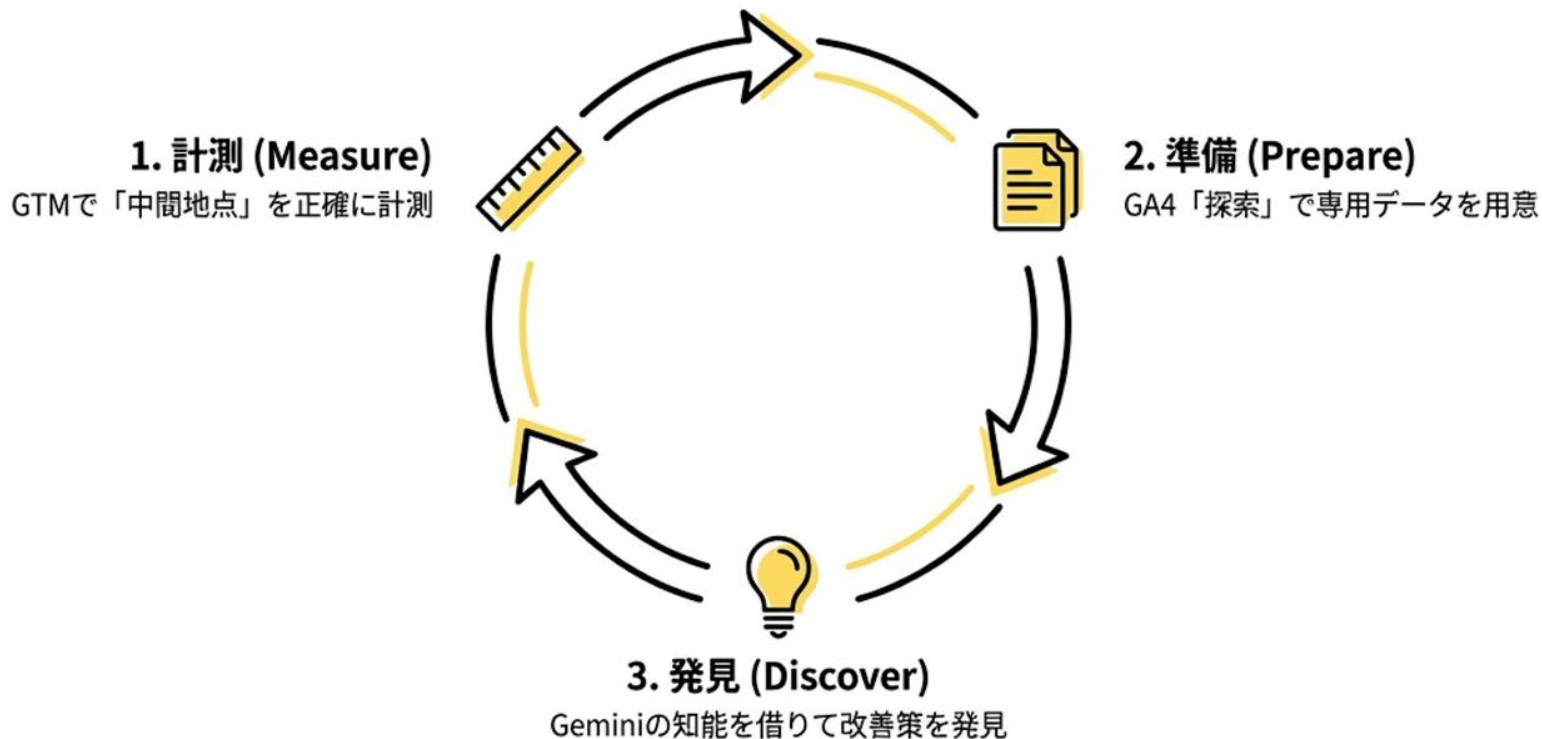 1. 計測 (Measure)
GTMで「中間地点」を正確に計測
2. 準備 (Prepare)
GA4「探索」で専用データを用意
3. 発見 (Discover)
Geminiの知能を借りて改善策を発見